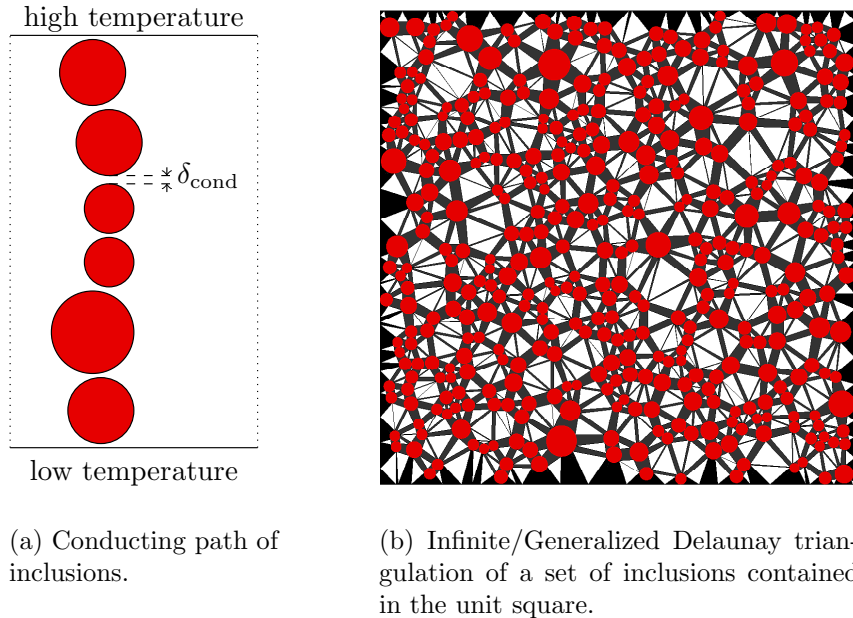 high temperature
δcond
low temperature
(a) Conducting path of
inclusions.
(b) Infinite/Generalized Delaunay trian-
gulation of a set of inclusions contained
in the unit square.